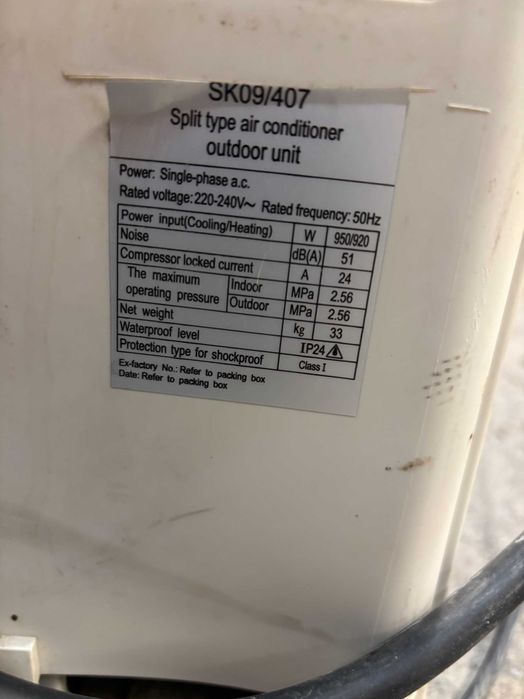 SK09/407
Split type air conditioner
outdoor unit
Power: Single-phase a.c.
Rated voltage: 220-240V~ Rated frequency: 50Hz
Power input(Cooling/Heating) W 950/920
Noise dB(A) 51
Compressor locked current A 24
The maximum operating pressure Indoor MPa 2.56
Outdoor MPa 2.56
Net weight kg 33
Waterproof level IP24
Protection type for shockproof Class I
Ex-factory No.: Refer to packing box
Date: Refer to packing box